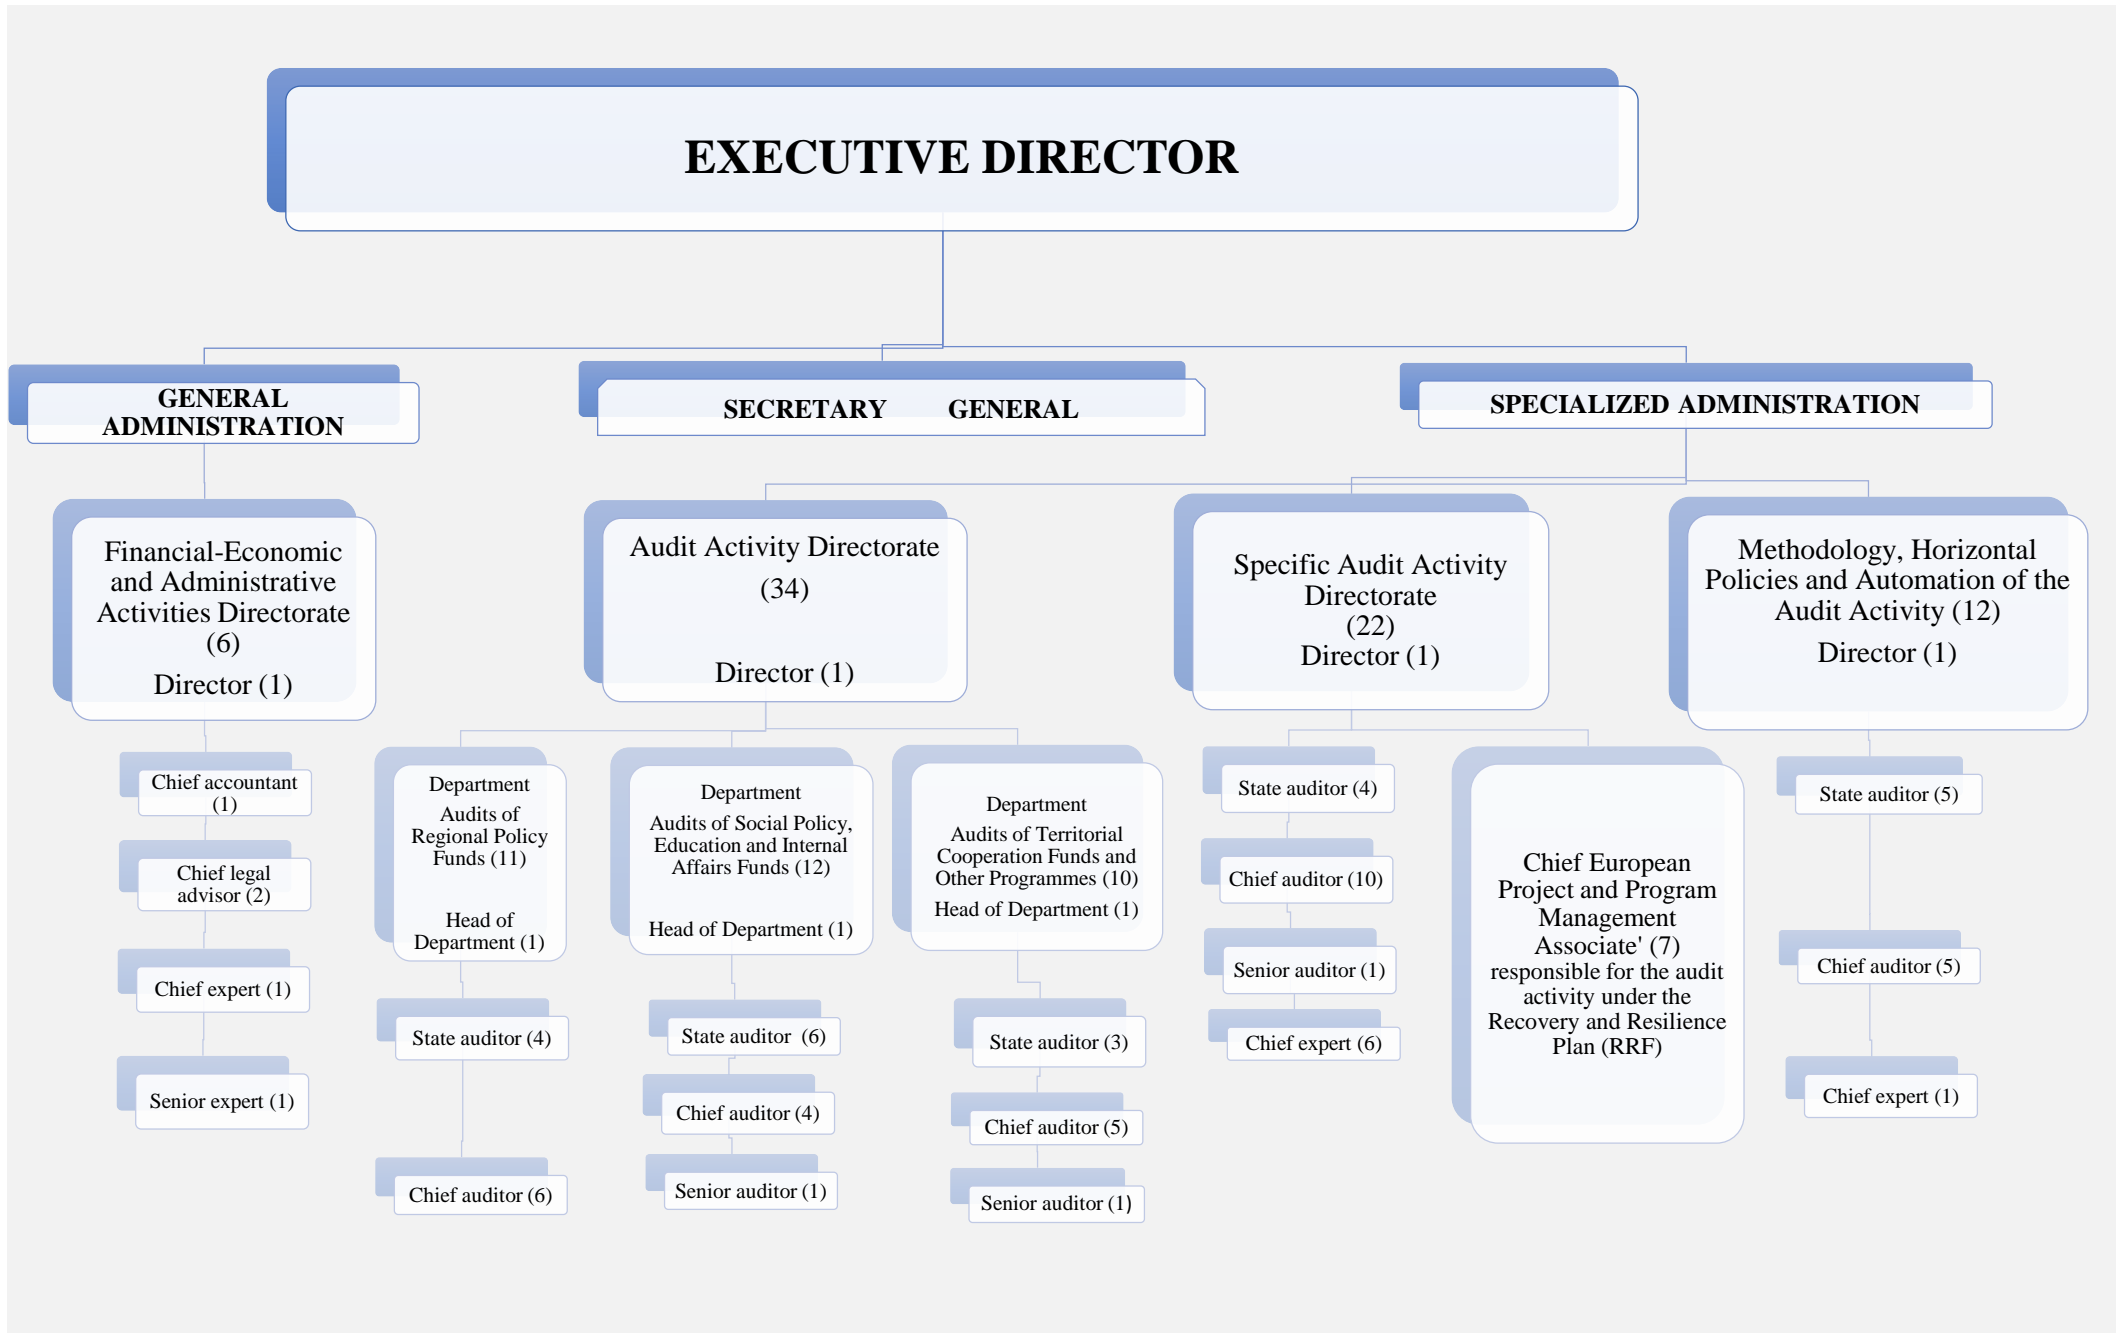 EXECUTIVE DIRECTOR
GENERAL
ADMINISTRATION
SECRETARY GENERAL
SPECIALIZED ADMINISTRATION
Financial-Economic
and Administrative
Activities Directorate
(6)
Director (1)
Audit Activity Directorate
(34)
Director (1)
Specific Audit Activity
Directorate
(22)
Director (1)
Methodology, Horizontal
Policies and Automation of the
Audit Activity (12)
Director (1)
Chief accountant
(1)
Chief legal
advisor (2)
Chief expert (1)
Senior expert (1)
Department
Audits of
Regional Policy
Funds (11)
Head of
Department (1)
State auditor (4)
Chief auditor (6)
Department
Audits of Social Policy,
Education and Internal
Affairs Funds (12)
Head of Department (1)
State auditor (6)
Chief auditor (4)
Senior auditor (1)
Department
Audits of Territorial
Cooperation Funds and
Other Programmes (10)
Head of Department (1)
State auditor (3)
Chief auditor (5)
Senior auditor (1)
State auditor (4)
Chief auditor (10)
Senior auditor (1)
Chief expert (6)
Chief European
Project and Program
Management
Associate' (7)
responsible for the audit
activity under the
Recovery and Resilience
Plan (RRF)
State auditor (5)
Chief auditor (5)
Chief expert (1)